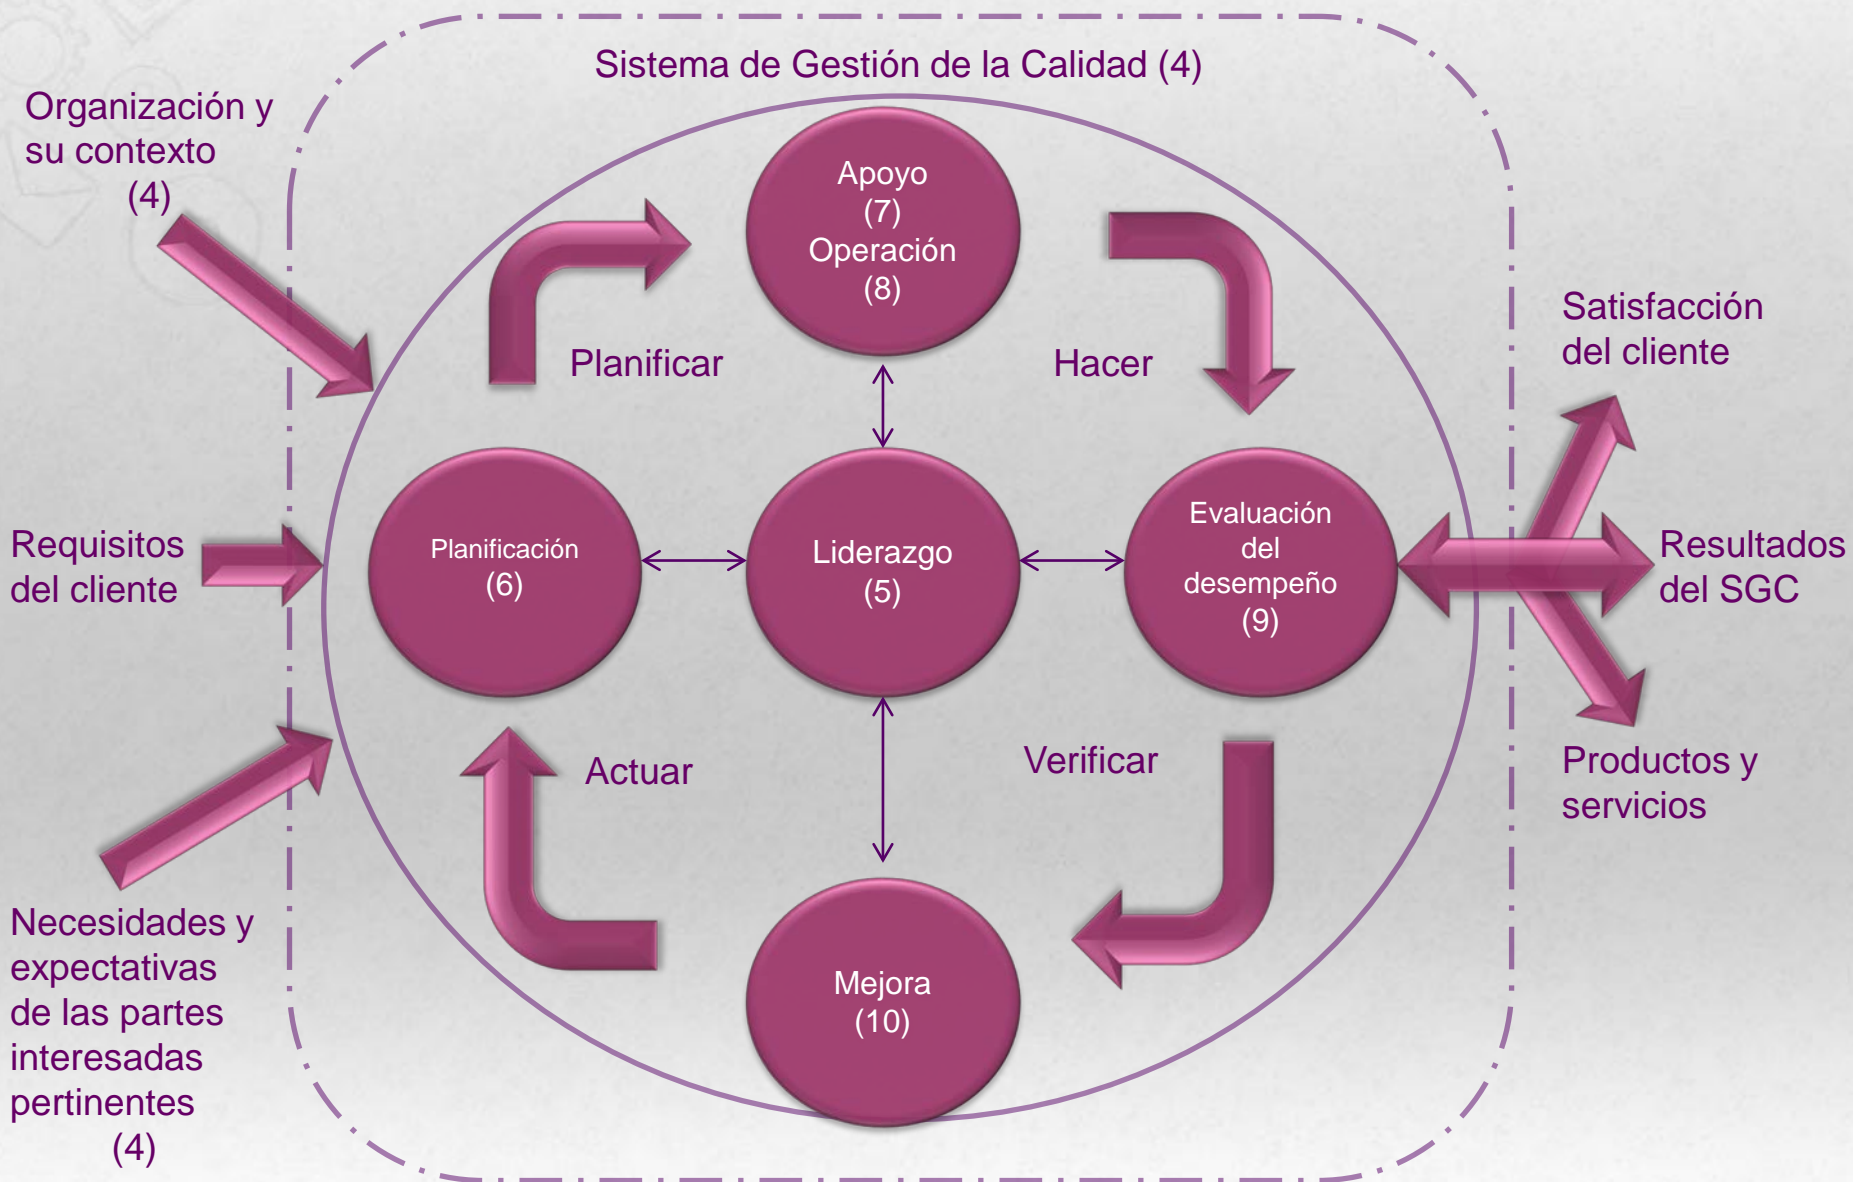 Sistema de Gestión de la Calidad (4)
Organización y
su contexto
(4)
Apoyo
(7)
Operación
(8)
Planificar
Hacer
Satisfacción
del cliente
Requisitos
del cliente
Planificación
(6)
Liderazgo
(5)
Evaluación
del
desempeño
(9)
Resultados
del SGC
Actuar
Verificar
Productos y
servicios
Necesidades y
expectativas
de las partes
interesadas
pertinentes
(4)
Mejora
(10)